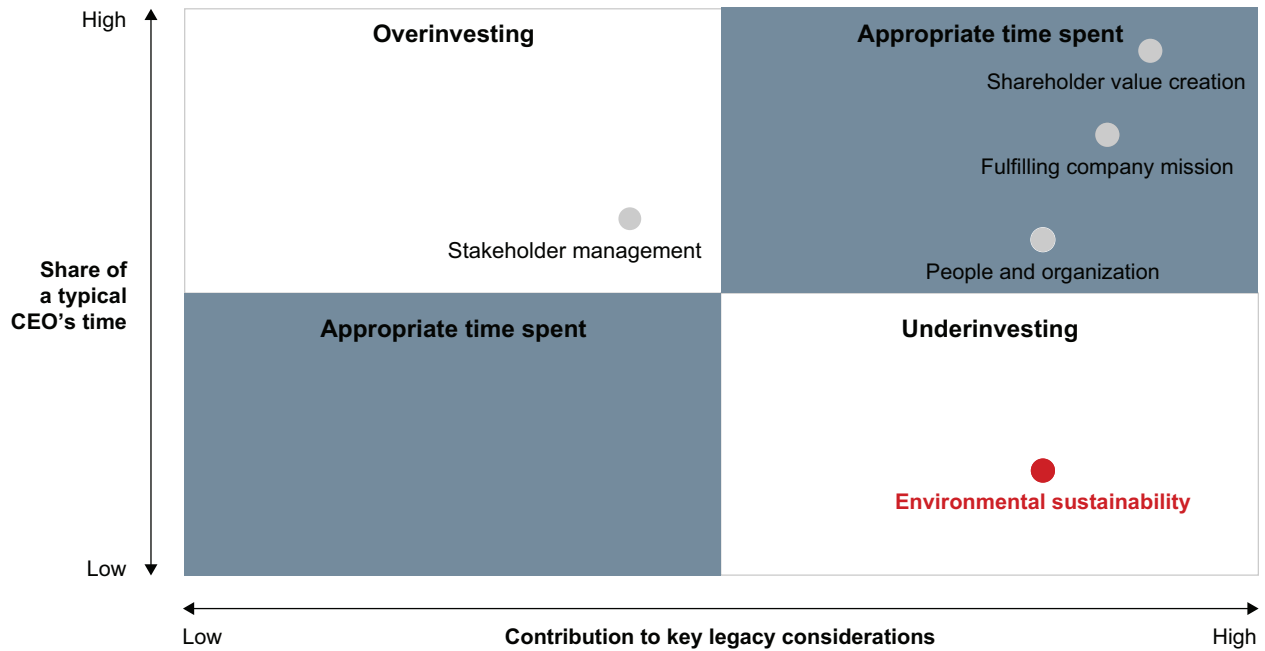 High
Overinvesting
Appropriate time spent
Shareholder value creation
Fulfilling company mission
Stakeholder management
People and organization
Share of
a typical
CEO’s time
Appropriate time spent
Underinvesting
Environmental sustainability
Low
Low
Contribution to key legacy considerations
High